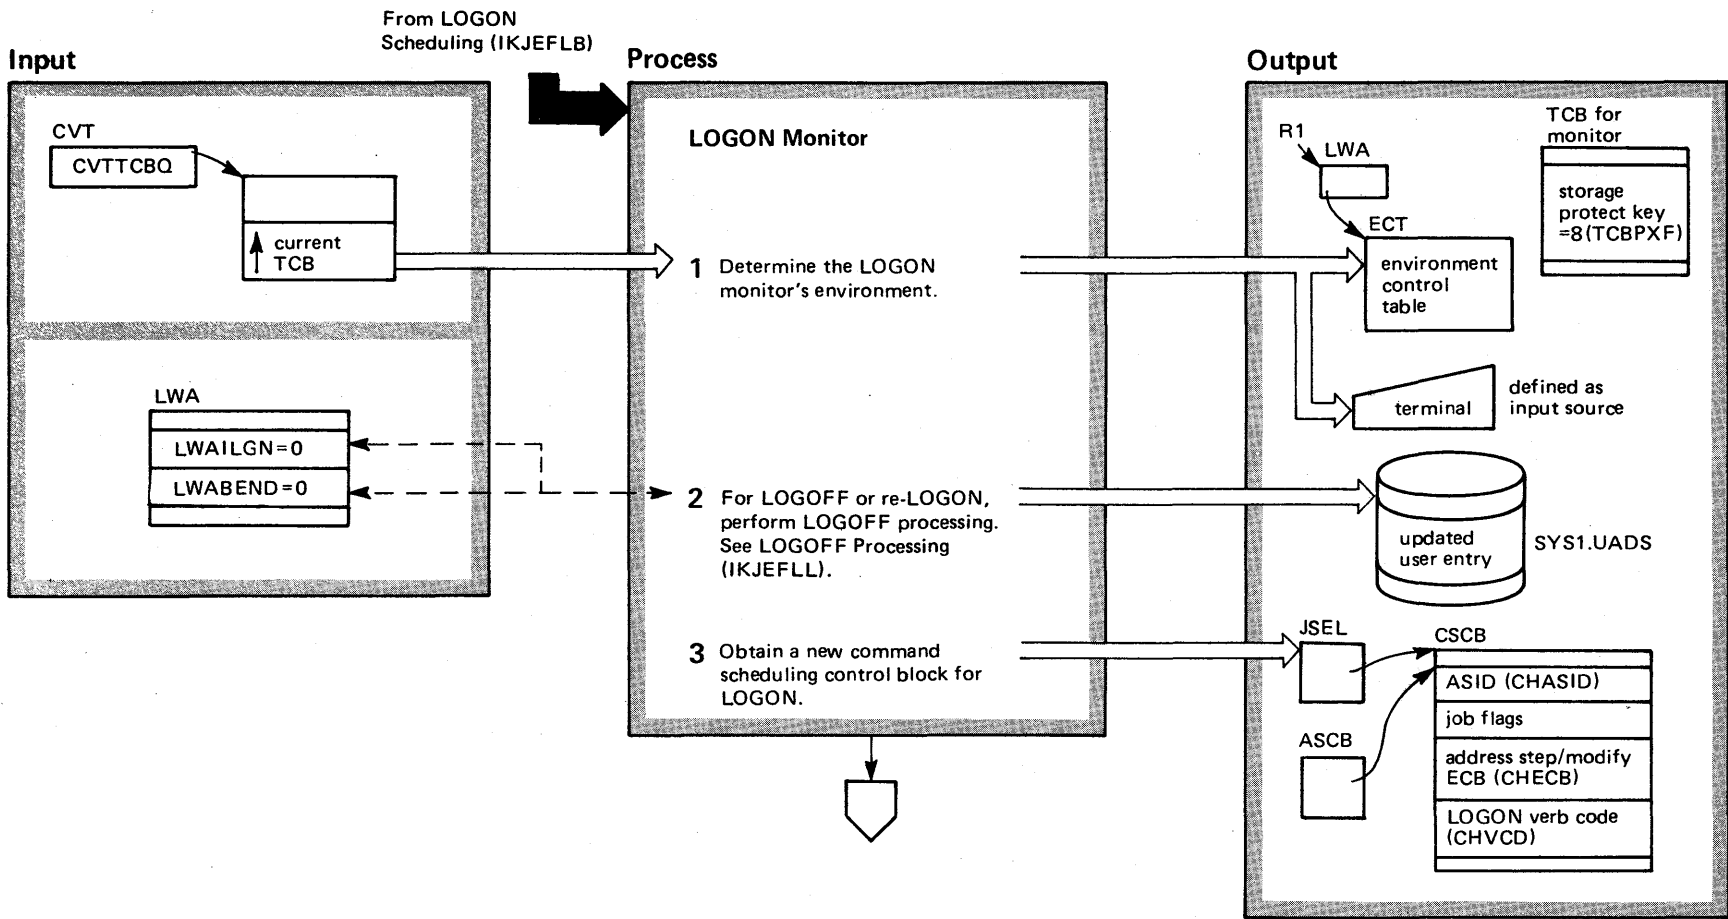 From LOGON
Scheduling (IKJEFLB)
Input
CVT
CVTTCBQ
current
TCB
LWA
LWAILGN=0
LWABEND=0
Process
LOGON Monitor
1 Determine the LOGON
monitor's environment.
2 For LOGOFF or re-LOGON,
perform LOGOFF processing.
See LOGOFF Processing
(IKJEFLL).
3 Obtain a new command
scheduling control block for
LOGON.
Output
R1
LWA
ECT
environment
control
table
TCB for
monitor
storage
protect key
=8(TCBPXF)
terminal
defined as
input source
updated
user entry
SYS1.UADS
JSEL
ASCB
CSCB
ASID (CHASID)
job flags
address step/modify
ECB (CHECB)
LOGON verb code
(CHVCD)